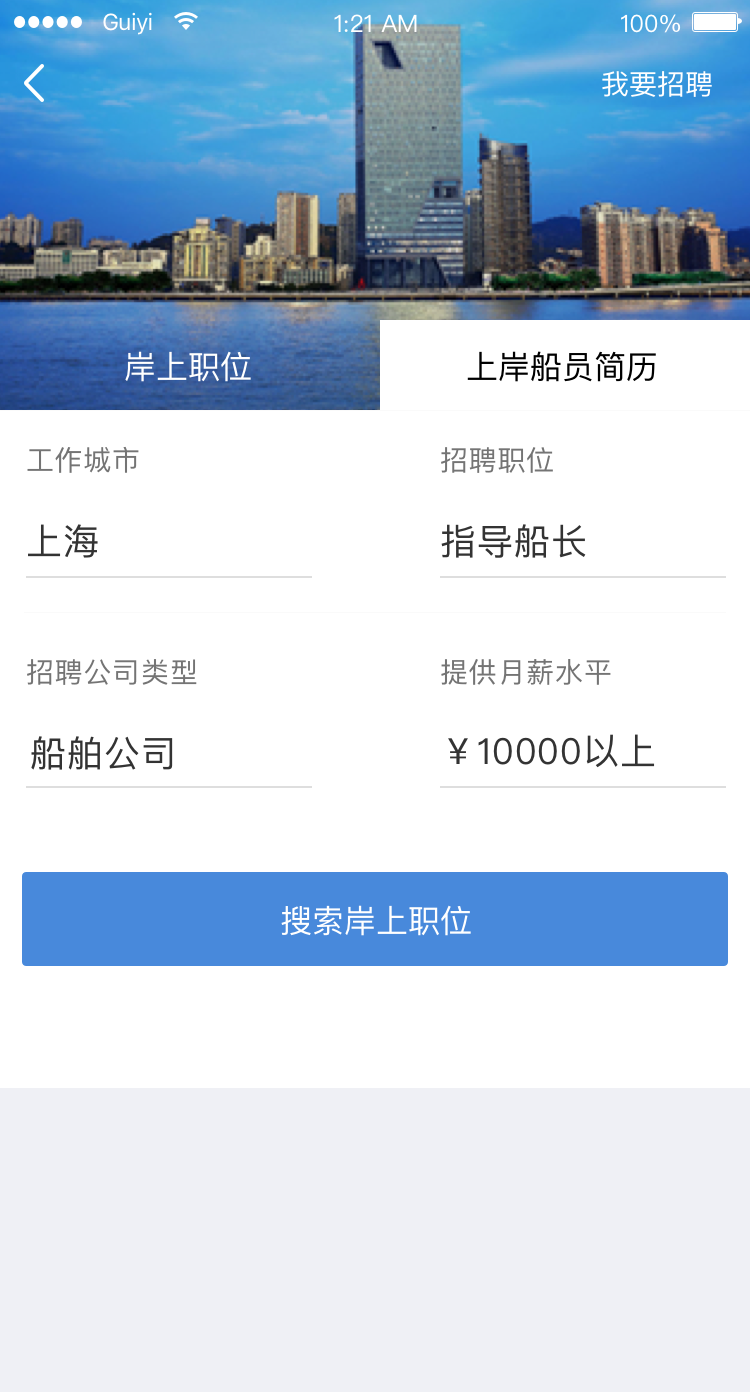 Guiyi 1:21 AM 100%
我要招聘
岸上职位 上岸船员简历
工作城市 招聘职位
上海 指导船长
招聘公司类型 提供月薪水平
船舶公司 ￥10000以上
搜索岸上职位